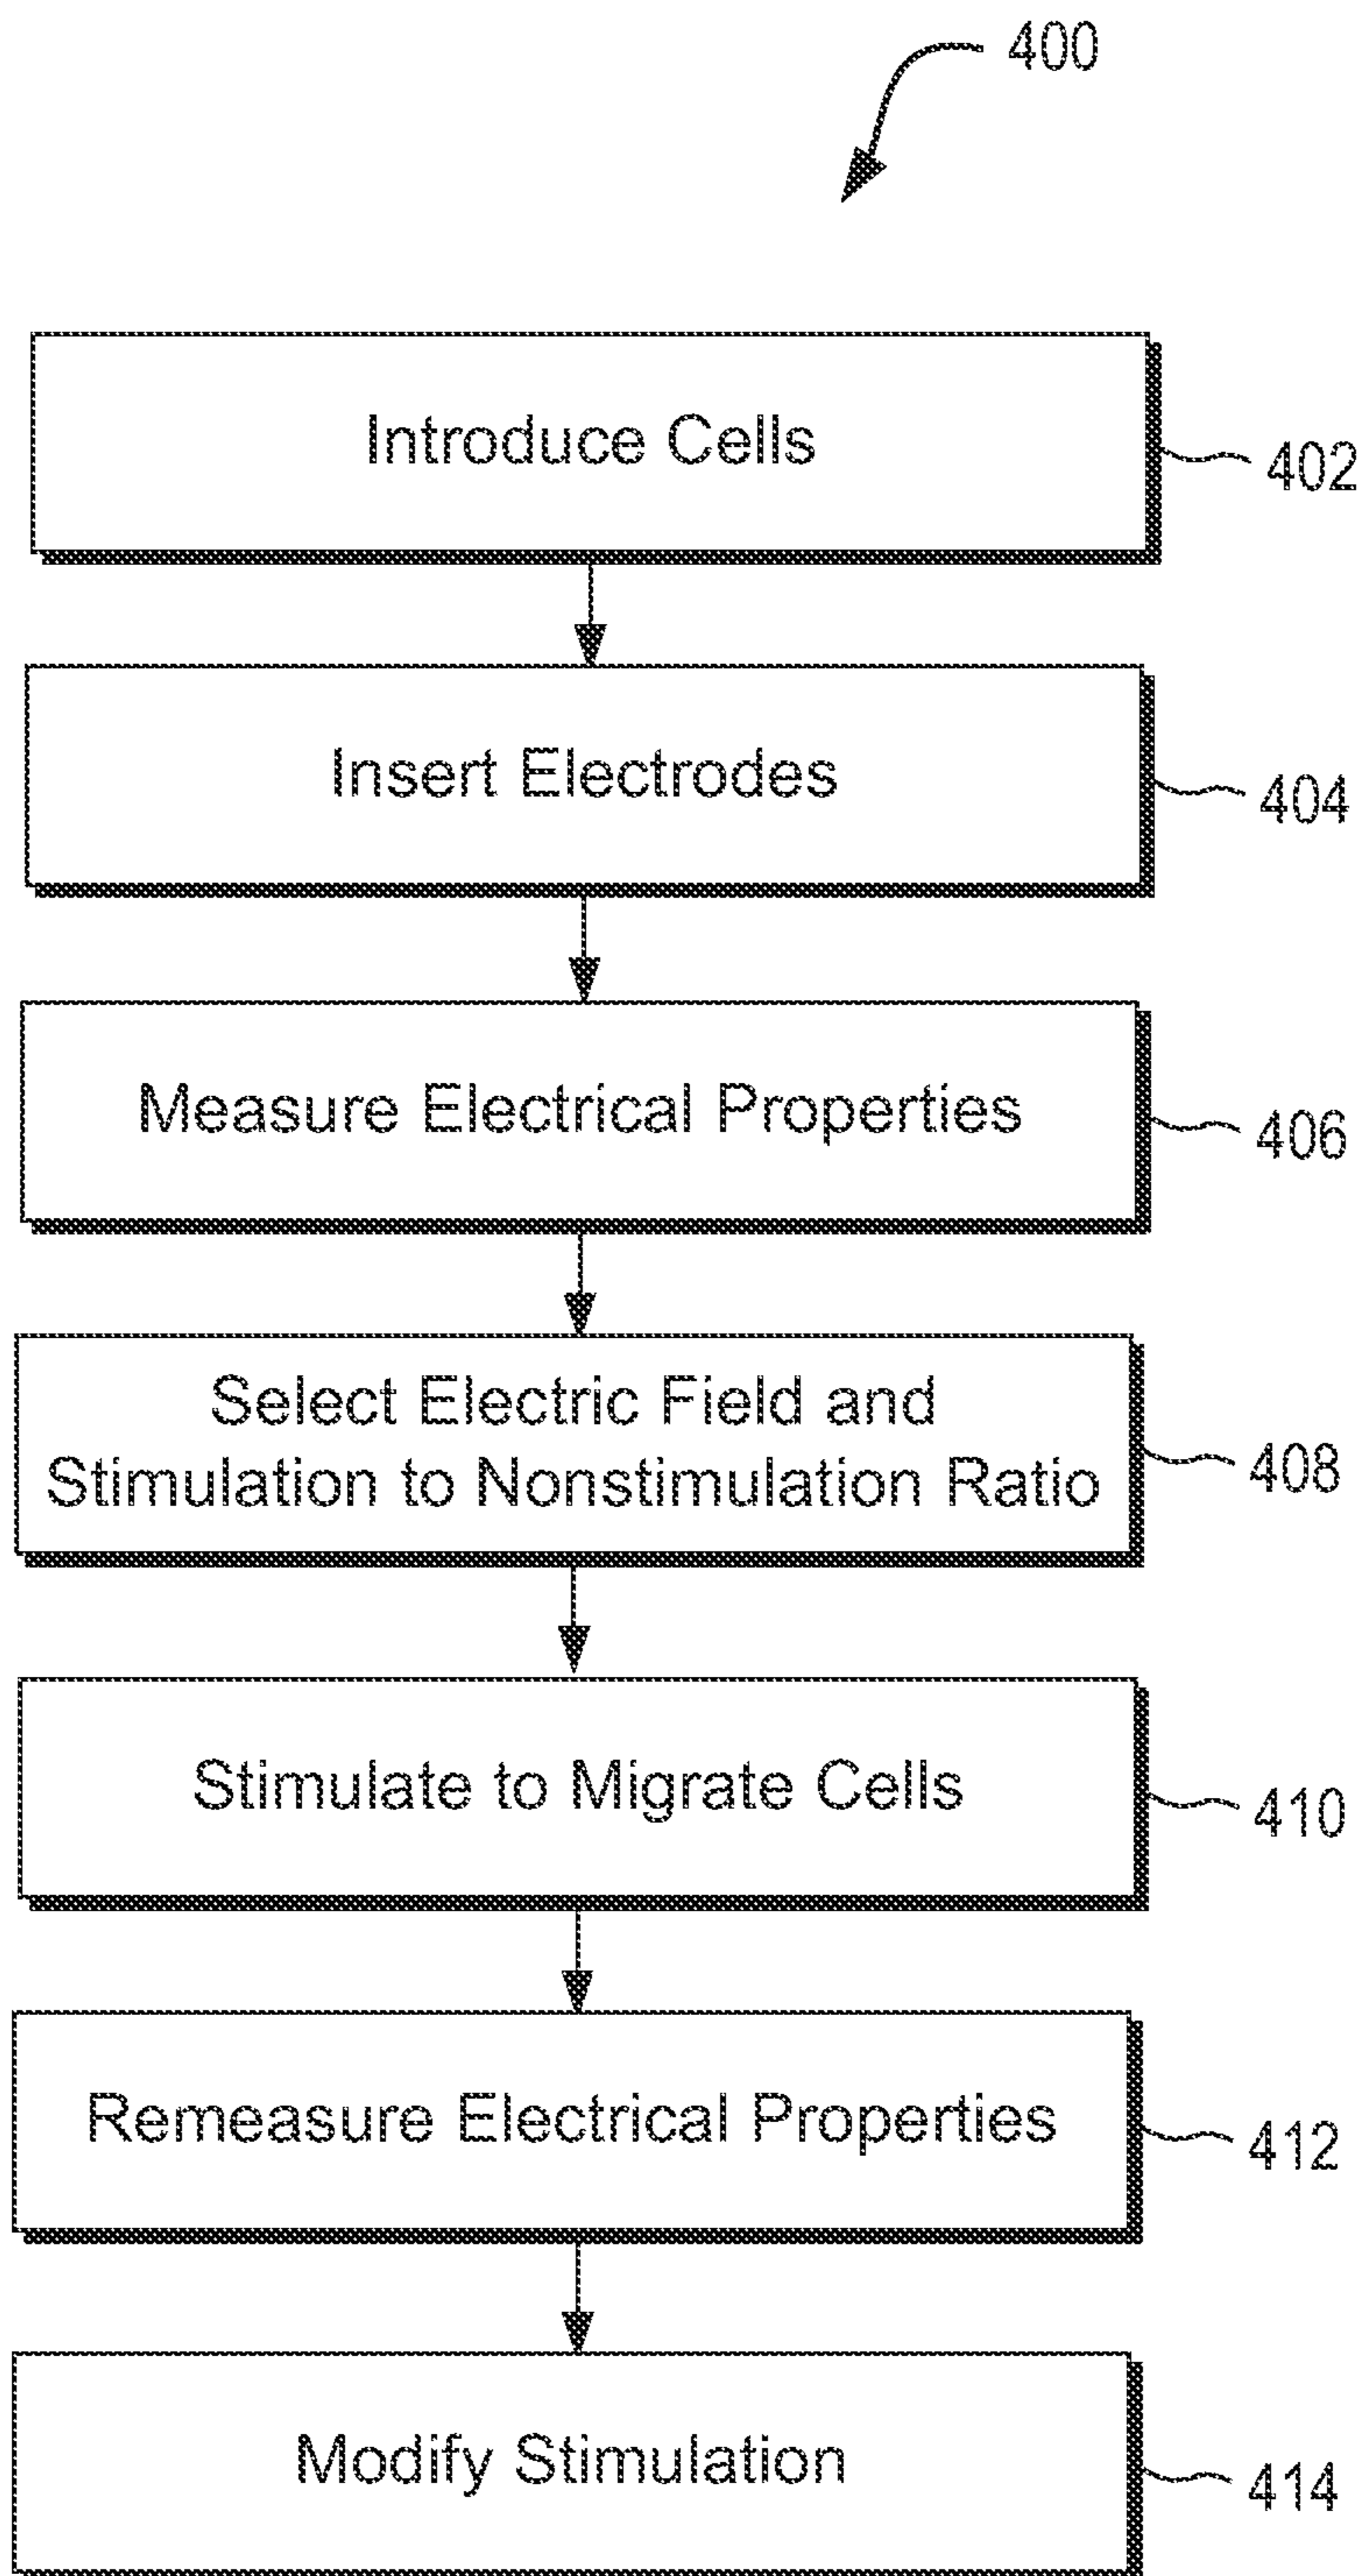 400
Introduce Cells
402
Insert Electrodes
404
Measure Electrical Properties
406
Select Electric Field and
Stimulation to Nonstimulation Ratio
408
Stimulate to Migrate Cells
410
Remeasure Electrical Properties
412
Modify Stimulation
414